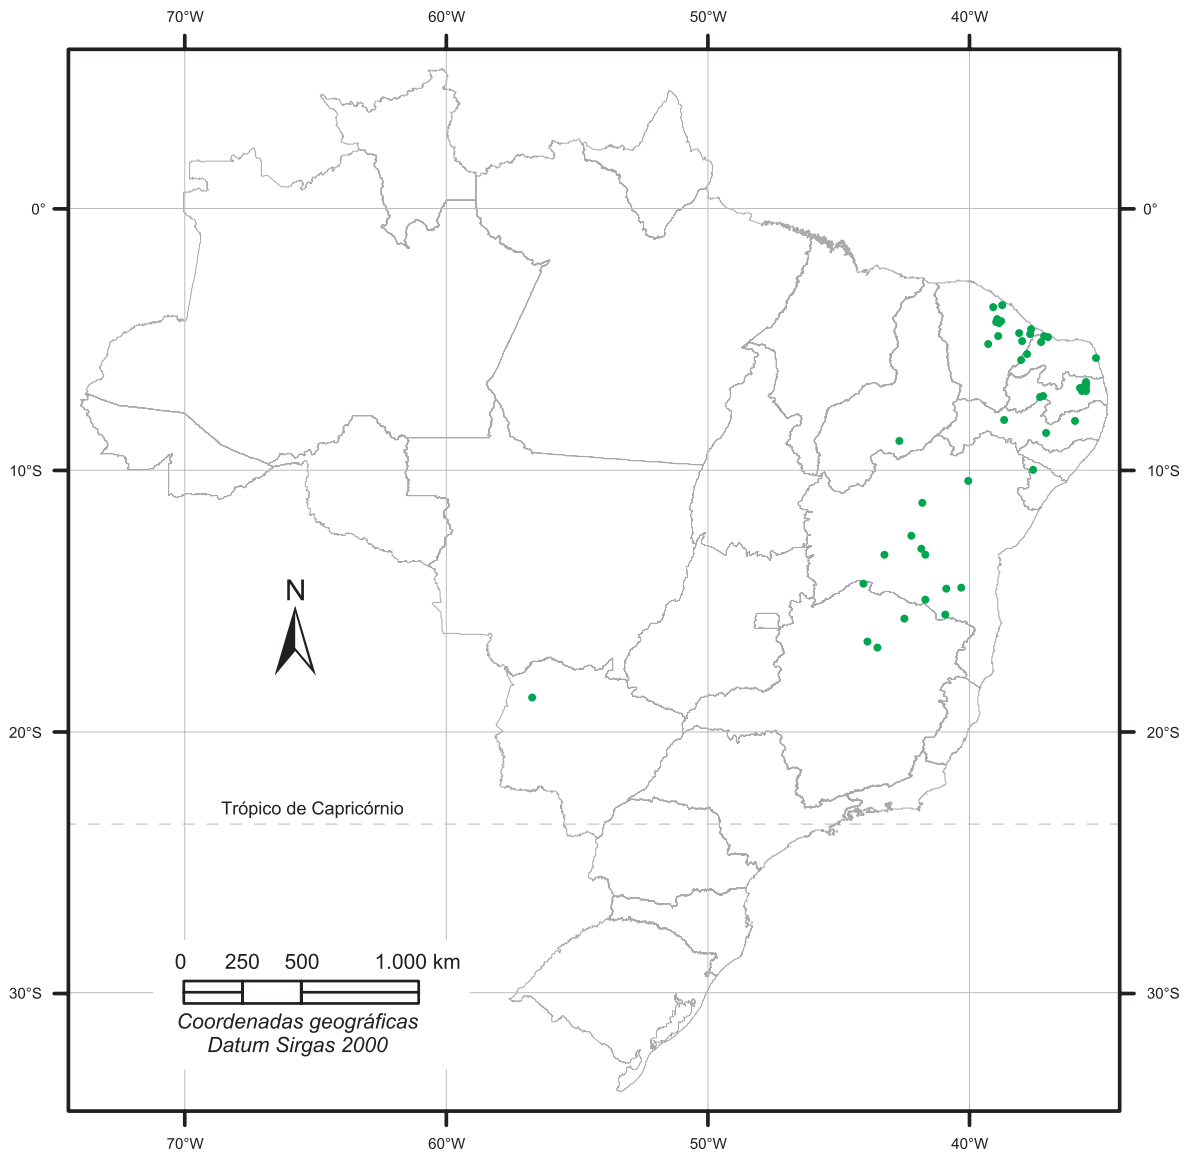 70°W 60°W 50°W 40°W
0° 0°
10°S 10°S
N
20°S 20°S
Trópico de Capricórnio
0 250 500 1.000 km
30°S 30°S
Coordenadas geográficas
Datum Sirgas 2000
70°W 60°W 50°W 40°W